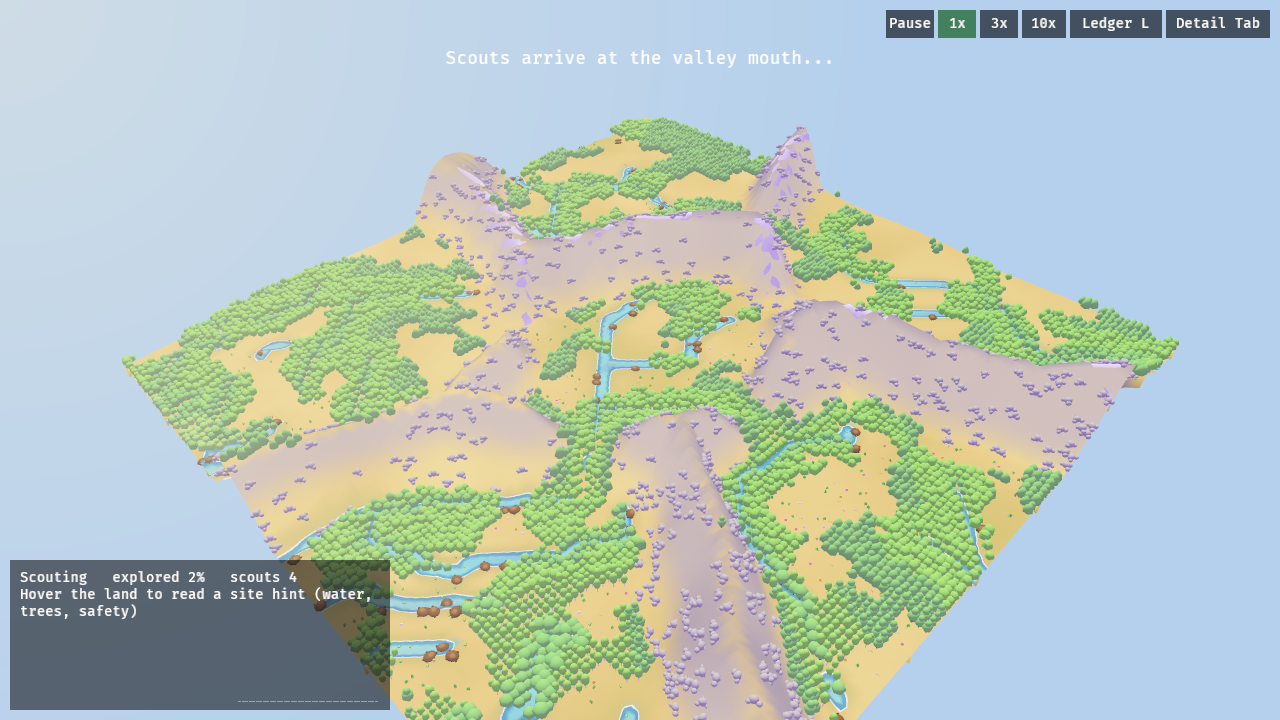 Pause 1x 3x 10x Ledger L Detail Tab
Scouts arrive at the valley mouth...
Scouting explored 2% scouts 4
Hover the land to read a site hint (water,
trees, safety)